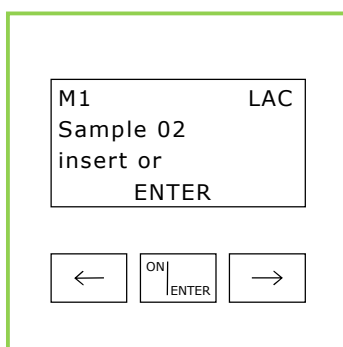 M1 LAC
Sample 02
insert or
ENTER
← ON ENTER →